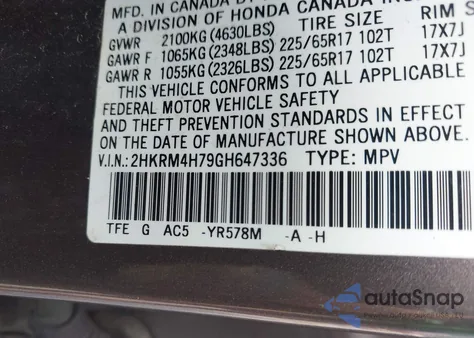 MFD. IN CANADA BY
A DIVISION OF HONDA CANADA INC
TIRE SIZE RIM S
GVWR 2100KG (4630LBS)
GAWR F 1065KG (2348LBS) 225/65R17 102T 17X7J
GAWR R 1055KG (2326LBS) 225/65R17 102T 17X7J
THIS VEHICLE CONFORMS TO ALL APPLICABLE
FEDERAL MOTOR VEHICLE SAFETY
AND THEFT PREVENTION STANDARDS IN EFFECT
ON THE DATE OF MANUFACTURE SHOWN ABOVE.
V.I.N.: 2HKRM4H79GH647336 TYPE: MPV
TFE G AC5 -YR578M -A -H
autaSnap